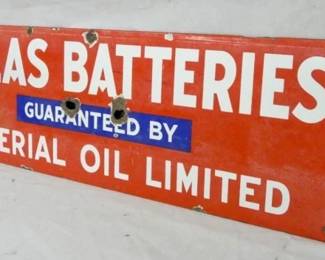 LAS BATTERIES
GUARANTEED BY
ERIAL OIL LIMITED